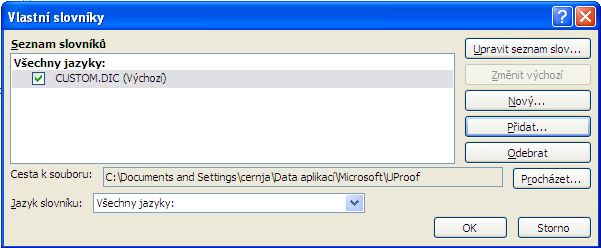 Vlastní slovníky
Seznam slovníků
Všechny jazyky:
CUSTOM.DIC (Výchozí)
Upravit seznam slov...
Změnit výchozí
Nový...
Přidat...
Odebrat
Cesta k souboru:
C:\Documents and Settings\cernja\Data aplikací\Microsoft\UProof
Procházet...
Jazyk slovníku:
Všechny jazyky:
OK
Storno